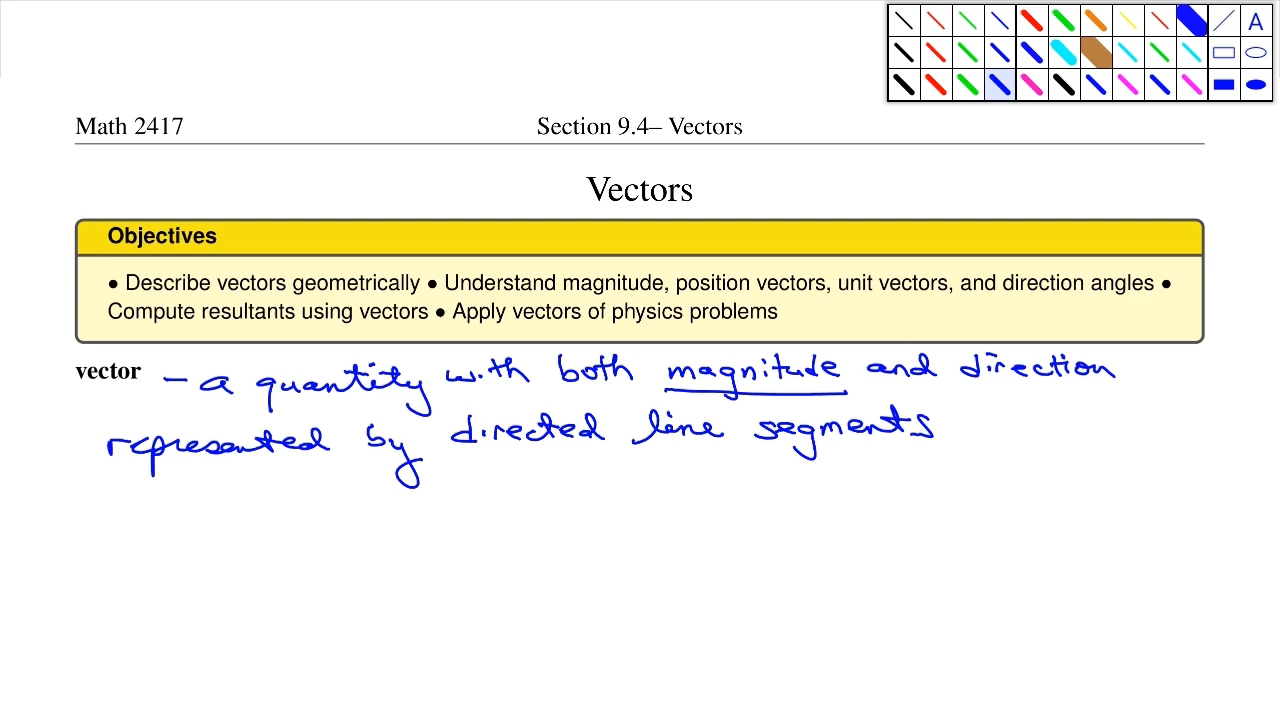 A
Math 2417 Section 9.4– Vectors
Vectors
Objectives
• Describe vectors geometrically • Understand magnitude, position vectors, unit vectors, and direction angles •
Compute resultants using vectors • Apply vectors of physics problems
vector – a quantity with both magnitude and direction
represented by directed line segments